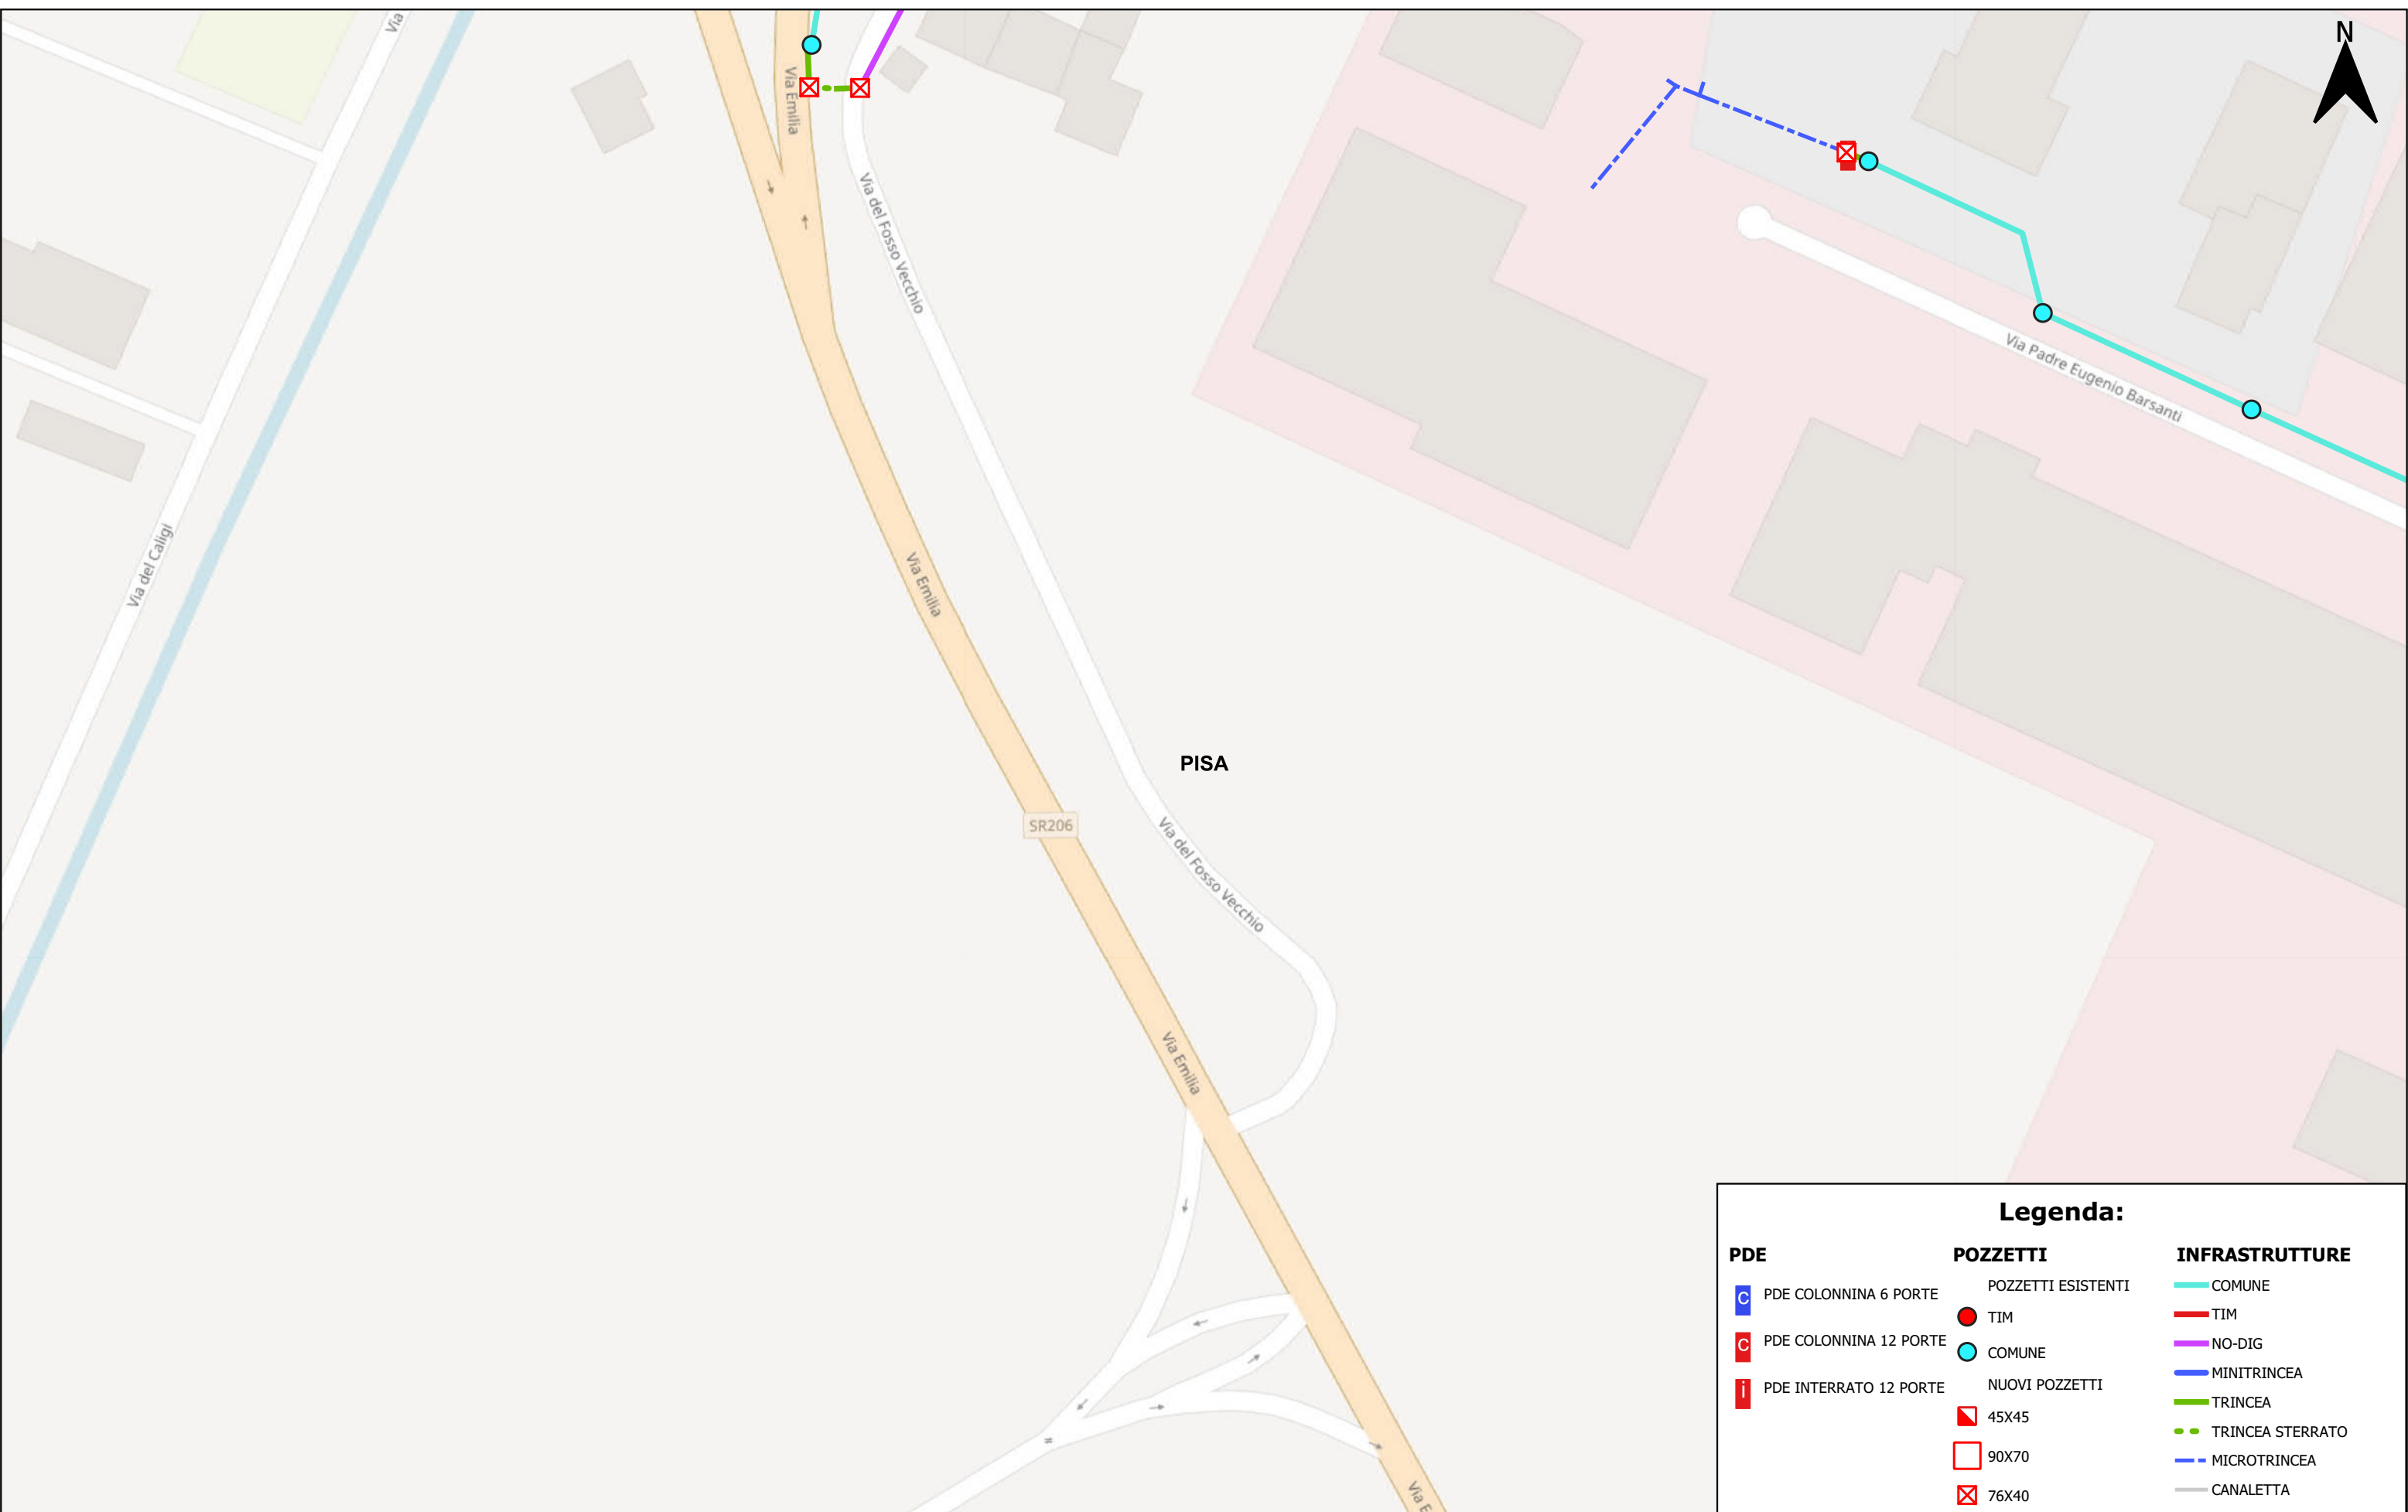 N
Via
Via Emilia
Via del Fosso Vecchio
Via Padre Eugenio Barsanti
Via del Caligi
Via Emilia
PISA
SR206
Via del Fosso Vecchio
Via Emilia
Via E
Legenda:
PDE
C PDE COLONNINA 6 PORTE
C PDE COLONNINA 12 PORTE
i PDE INTERRATO 12 PORTE
POZZETTI
POZZETTI ESISTENTI
TIM
COMUNE
NUOVI POZZETTI
45X45
90X70
76X40
INFRASTRUTTURE
COMUNE
TIM
NO-DIG
MINITRINCEA
TRINCEA
TRINCEA STERRATO
MICROTRINCEA
CANALETTA